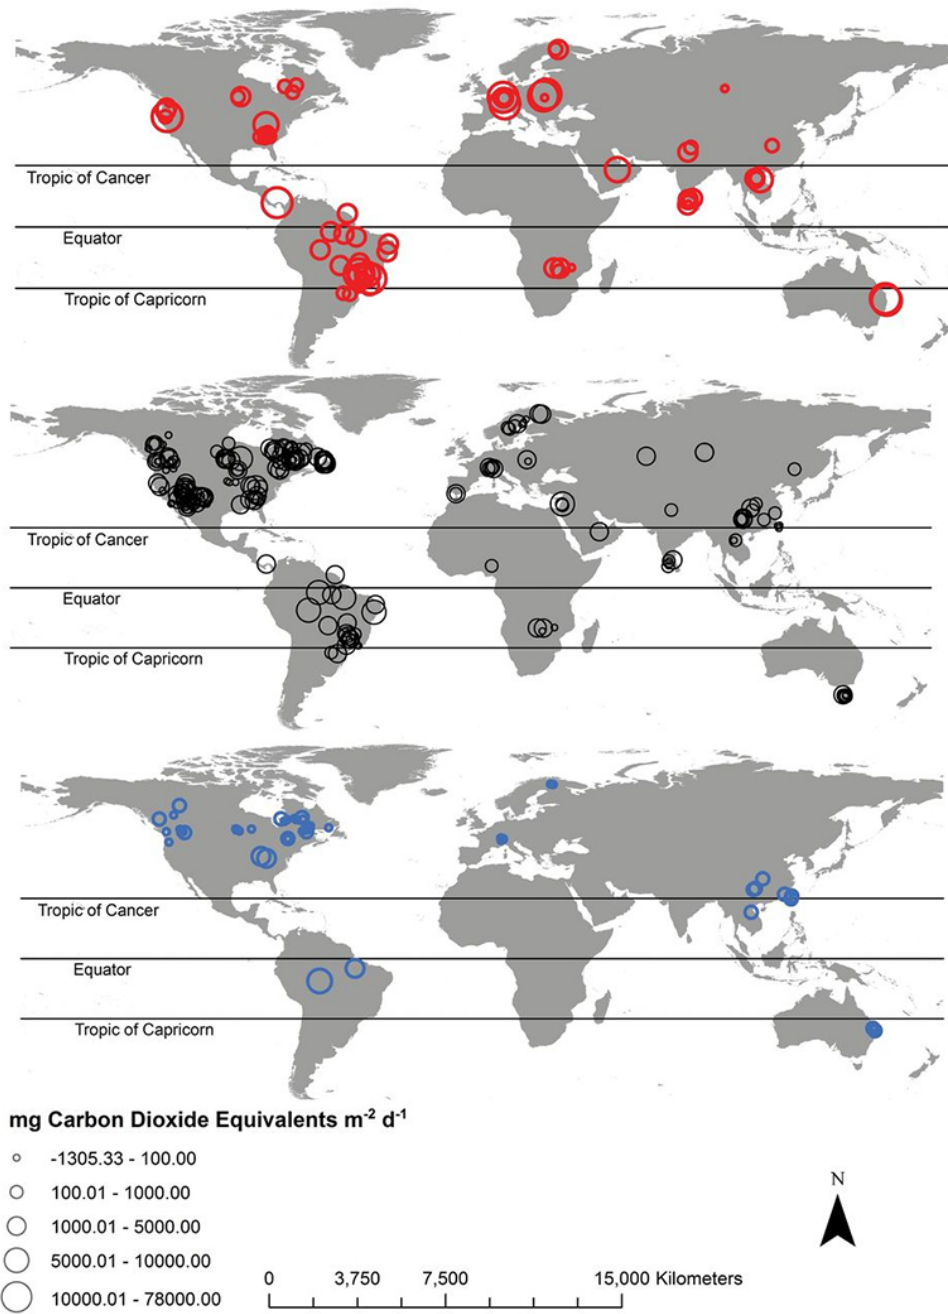 Tropic of Cancer
Equator
Tropic of Capricorn
Tropic of Cancer
Equator
Tropic of Capricorn
Tropic of Cancer
Equator
Tropic of Capricorn
mg Carbon Dioxide Equivalents m⁻² d⁻¹
-1305.33 - 100.00
100.01 - 1000.00
1000.01 - 5000.00
5000.01 - 10000.00
10000.01 - 78000.00
N
0 3,750 7,500 15,000 Kilometers